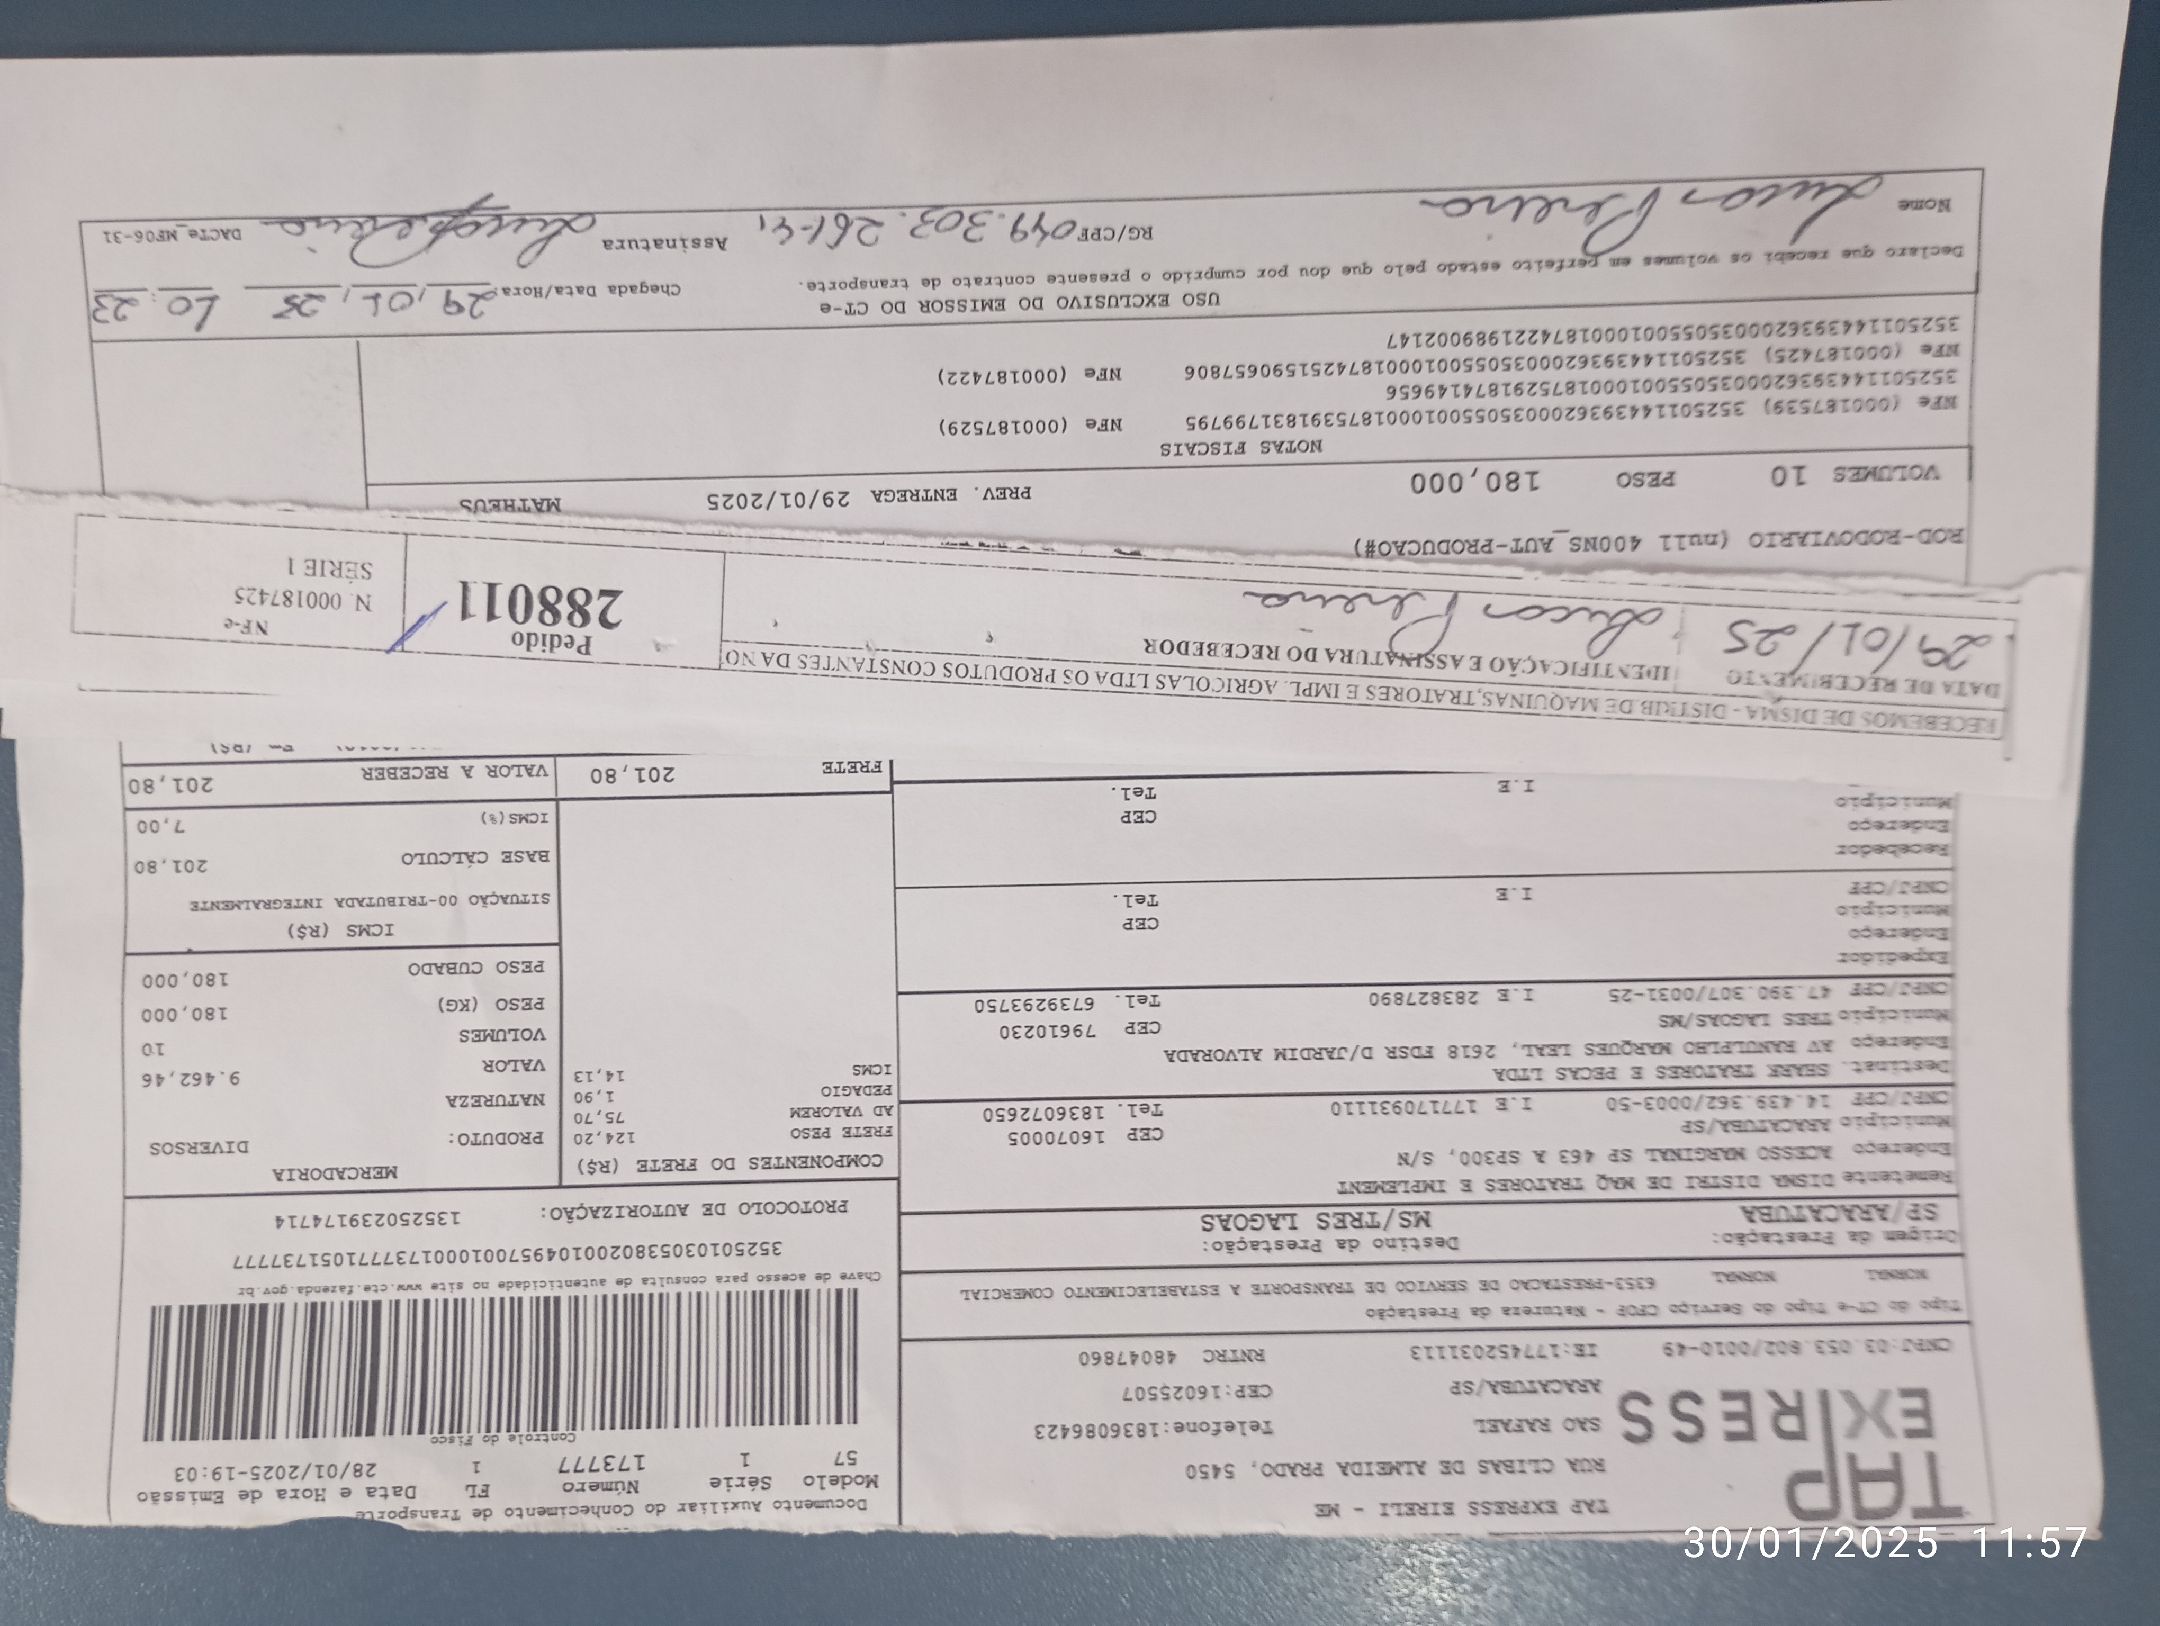 TAP
EXPRESS
TAP EXPRESS EIRELI - ME
RUA CLIBAS DE ALMEIDA PRADO, 5450
SAO RAFAEL Telefone:1836086423
ARACATUBA/SP CEP:16025507
CNPJ:03.053.802/0010-49 IE:177452031113 RNTRC 48047860
Documento Auxiliar do Conhecimento de Transporte
Modelo Série Número FL Data e Hora de Emissão
57 1 173777 1 28/01/2025-19:03
Controle do Fisco
Chave de acesso para consulta de autenticidade no site www.cte.fazenda.gov.br
35250103053802001049570010001737771051737777
PROTOCOLO DE AUTORIZAÇÃO: 135250239174714
Tipo do CT-e Tipo do Serviço CFOP - Natureza da Prestação
NORMAL NORMAL 6353-PRESTACAO DE SERVICO DE TRANSPORTE A ESTABELECIMENTO COMERCIAL
Origem da Prestação: Destino da Prestação:
SP/ARACATUBA MS/TRES LAGOAS
Remetente DISMA DISTRI DE MAQ TRATORES E IMPLEMENT
Endereço ACESSO MARGINAL SP 463 A SP300, S/N
Município ARACATUBA/SP CEP 16070005
CNPJ/CPF 14.439.362/0003-50 I.E 177170931110 Tel. 1836072650
Destinat. SHARK TRATORES E PECAS LTDA
Endereço AV RANULPLHO MARQUES LEAL, 2618 FDSR D/JARDIM ALVORADA
Município TRES LAGOAS/MS CEP 79610230
CNPJ/CPF 47.390.307/0031-25 I.E 283827890 Tel. 6739293750
Expedidor
Endereço
Município CEP
CNPJ/CPF I.E Tel.
Recebedor
Endereço
Município CEP
I.E Tel.
COMPONENTES DO FRETE (R$)
FRETE PESO 124,20
AD VALOREM 75,70
PEDAGIO 1,90
ICMS 14,13
FRETE 201,80
MERCADORIA
PRODUTO: DIVERSOS
NATUREZA
VALOR 9.462,46
VOLUMES 10
PESO (KG) 180,000
PESO CUBADO 180,000
ICMS (R$)
SITUAÇÃO 00-TRIBUTADA INTEGRALMENTE
BASE CÁLCULO 201,80
ICMS(%) 7,00
VALOR A RECEBER 201,80
RECEBEMOS DE DISMA - DISTRIB DE MAQUINAS,TRATORES E IMPL. AGRICOLAS LTDA OS PRODUTOS CONSTANTES DA NO
DATA DE RECEBIMENTO IDENTIFICAÇÃO E ASSINATURA DO RECEBEDOR
29/01/25 Lucas Pereira
Pedido
288011
NF-e
N. 000187425
SÉRIE 1
ROD-RODOVIARIO (null 400NS_AUT-PRODUCAO#)
VOLUMES 10 PESO 180,000 PREV. ENTREGA 29/01/2025 MATHEUS
NOTAS FISCAIS
NFe (000187539) 35250114439362000350550010001875391831799795 NFe (000187529)
35250114439362000350550010001875291874149656
NFe (000187425) 35250114439362000350550010001874251590657806 NFe (000187422)
35250114439362000350550010001874221989002147
USO EXCLUSIVO DO EMISSOR DO CT-e
Declaro que recebi os volumes em perfeito estado pelo que dou por cumprido o presente contrato de transporte.
Chegada Data/Hora: 29/01/25 10:23
Nome Lucas Pereira RG/CPF 049.303.261-41 Assinatura Lucas Pereira DACTe_MF06-31
30/01/2025 11:57